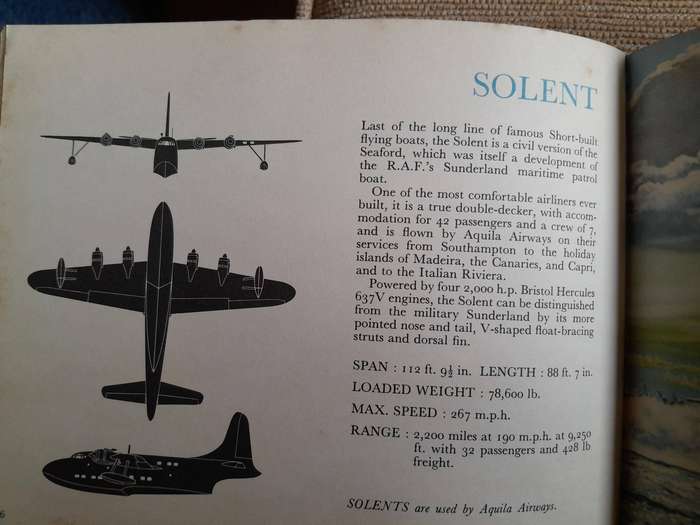 SOLENT
Last of the long line of famous Short-built
flying boats, the Solent is a civil version of the
Seaford, which was itself a development of
the R.A.F.'s Sunderland maritime patrol
boat.
One of the most comfortable airliners ever
built, it is a true double-decker, with accom-
modation for 42 passengers and a crew of 7,
and is flown by Aquila Airways on their
services from Southampton to the holiday
islands of Madeira, the Canaries, and Capri,
and to the Italian Riviera.
Powered by four 2,000 h.p. Bristol Hercules
637V engines, the Solent can be distinguished
from the military Sunderland by its more
pointed nose and tail, V-shaped float-bracing
struts and dorsal fin.
SPAN : 112 ft. 9½ in. LENGTH : 88 ft. 7 in.
LOADED WEIGHT : 78,600 lb.
MAX. SPEED : 267 m.p.h.
RANGE : 2,200 miles at 190 m.p.h. at 9,250
ft. with 32 passengers and 428 lb
freight.
SOLENTS are used by Aquila Airways.
6